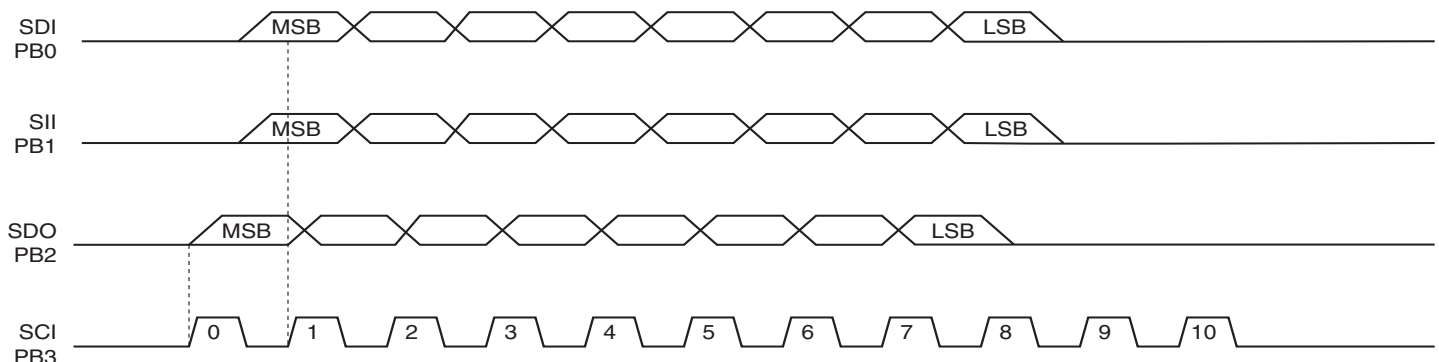 SDI
PB0
MSB
LSB
SII
PB1
MSB
LSB
SDO
PB2
MSB
LSB
SCI
PB3
0 1 2 3 4 5 6 7 8 9 10